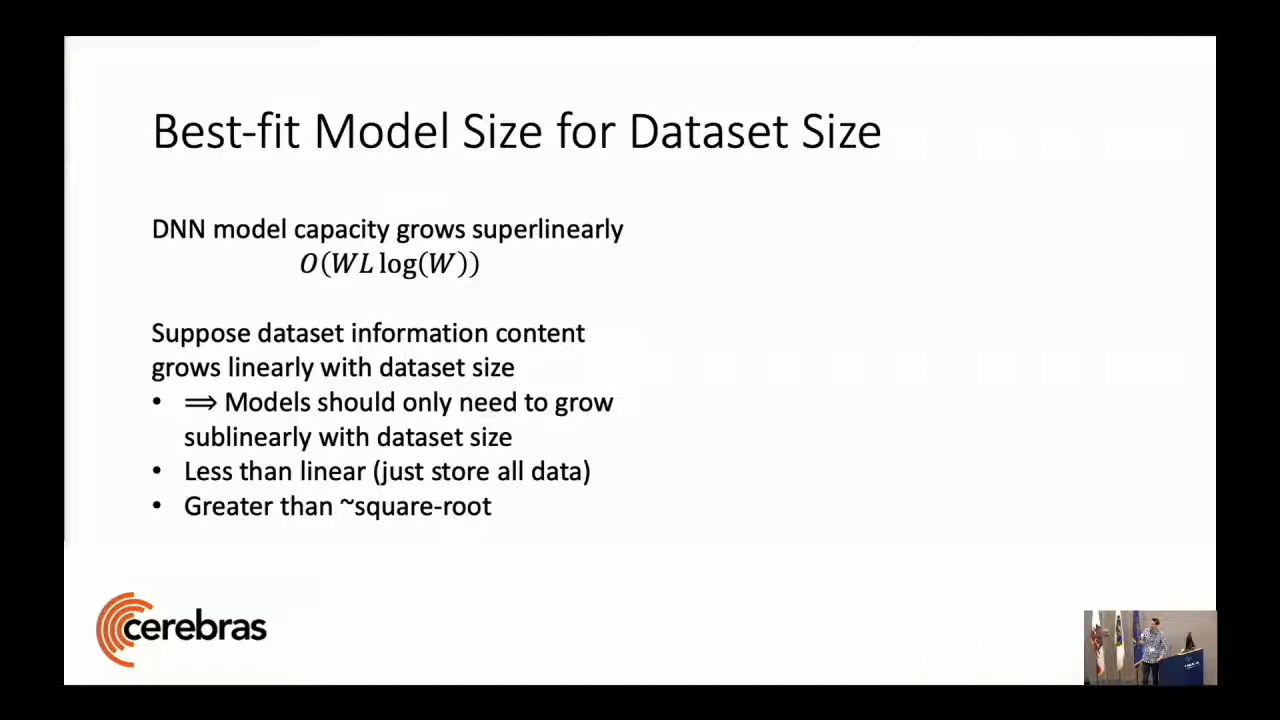 Best-fit Model Size for Dataset Size
DNN model capacity grows superlinearly
O(WL log(W))
Suppose dataset information content
grows linearly with dataset size
• ⟹ Models should only need to grow
sublinearly with dataset size
• Less than linear (just store all data)
• Greater than ~square-root
cerebras